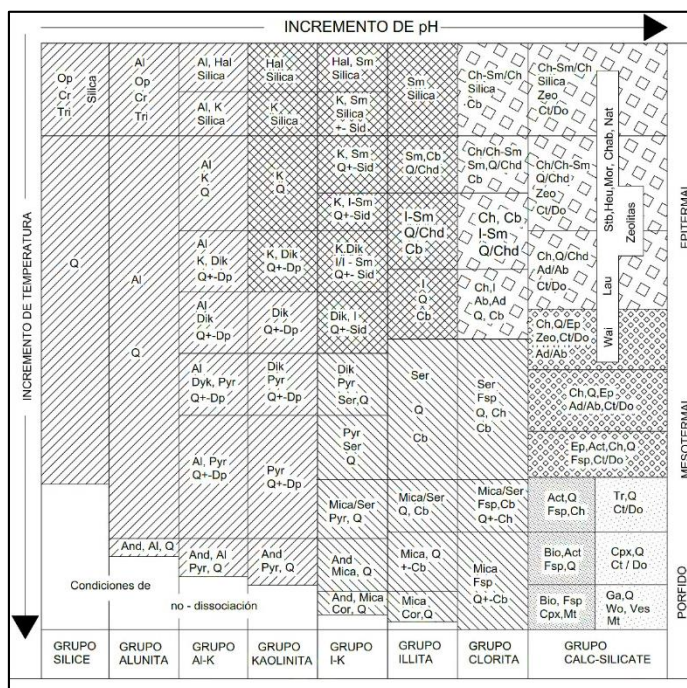 INCREMENTO DE pH
INCREMENTO DE TEMPERATURA
Op
Cr
Tri
Silica
Q
Condiciones de
no - dissociación
GRUPO
SILICE
Al
Op
Cr
Tri
Al
Q
And, Al, Q
GRUPO
ALUNITA
Al, Hal
Silica
Al, K
Silica
Al
K
Q
Al
K, Dik
Q+-Dp
Al
Dik
Q+-Dp
Al
Dyk, Pyr
Q+-Dp
Al, Pyr
Q+-Dp
And, Al
Pyr, Q
GRUPO
Al-K
Hal
Silica
K
Silica
K
Q
K, Dik
Q+-Dp
Dik
Q+-Dp
Dik
Pyr
Q+-Dp
Pyr
Q+-Dp
And
Pyr, Q
GRUPO
KAOLINITA
Hal, Sm
Silica
K, Sm
Silica
+- Sid
K, Sm
Q+-Sid
K, I-Sm
Q+-Sid
K,Dik
I/I - Sm
Q+- Sid
Dik, I
Q+-Sid
Dik
Pyr
Ser,Q
Pyr
Ser
Q
Mica/Ser
Pyr, Q
And
Mica, Q
And, Mica
Cor, Q
GRUPO
I-K
Sm
Silica
Sm,Cb
Q/Chd
I-Sm
Q/Chd
Cb
I
Q
Cb
Ser
Q
Cb
Mica/Ser
Q, Cb
Mica, Q
+-Cb
Mica
Cor,Q
GRUPO
ILLITA
Ch-Sm/Ch
Silica
Cb
Ch/Ch-Sm
Sm,Q/Chd
Cb
Ch, Cb
I-Sm
Q/Chd
Ch,I
Ab,Ad
Q, Cb
Ser
Fsp
Q, Ch
Cb
Mica/Ser
Fsp,Cb
Q+-Ch
Mica
Fsp
Q+-Cb
GRUPO
CLORITA
Ch-Sm/Ch
Silica
Zeo
Ct/Do
Ch/Ch-Sm
Q/Chd
Zeo
Ct/Do
Ch,Q/Chd
Ad/Ab
Ct/Do
Ch,Q/Ep
Zeo,Ct/Do
Ad/Ab
Ch,Q,Ep
Ad/Ab,Ct/Do
Ep,Act,Ch,Q
Fsp,Ct/Do
Act,Q
Fsp,Ch
Tr,Q
Ct/Do
Bio,Act
Fsp,Q
Cpx,Q
Ct / Do
Bio, Fsp
Cpx,Mt
Ga,Q
Wo, Ves
Mt
GRUPO
CALC-SILICATE
Stb,Heu,Mor, Chab, Nat
Lau
Wai
Zeolitas
EPITERMAL
MESOTERMAL
PORFIDO